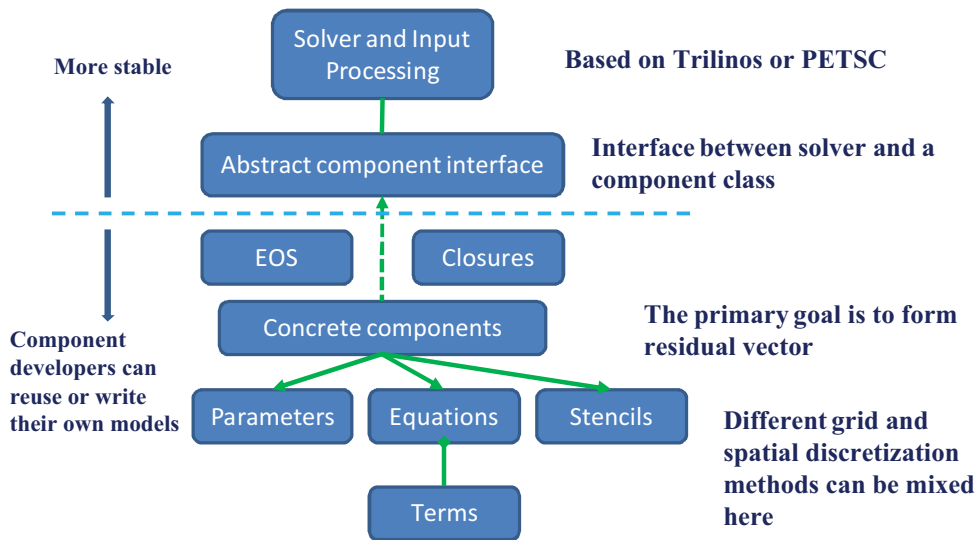 Solver and Input
Processing
Based on Trilinos or PETSC
More stable
Abstract component interface
Interface between solver and a
component class
EOS
Closures
Concrete components
The primary goal is to form
residual vector
Component
developers can
reuse or write
their own models
Parameters
Equations
Stencils
Different grid and
spatial discretization
methods can be mixed
here
Terms